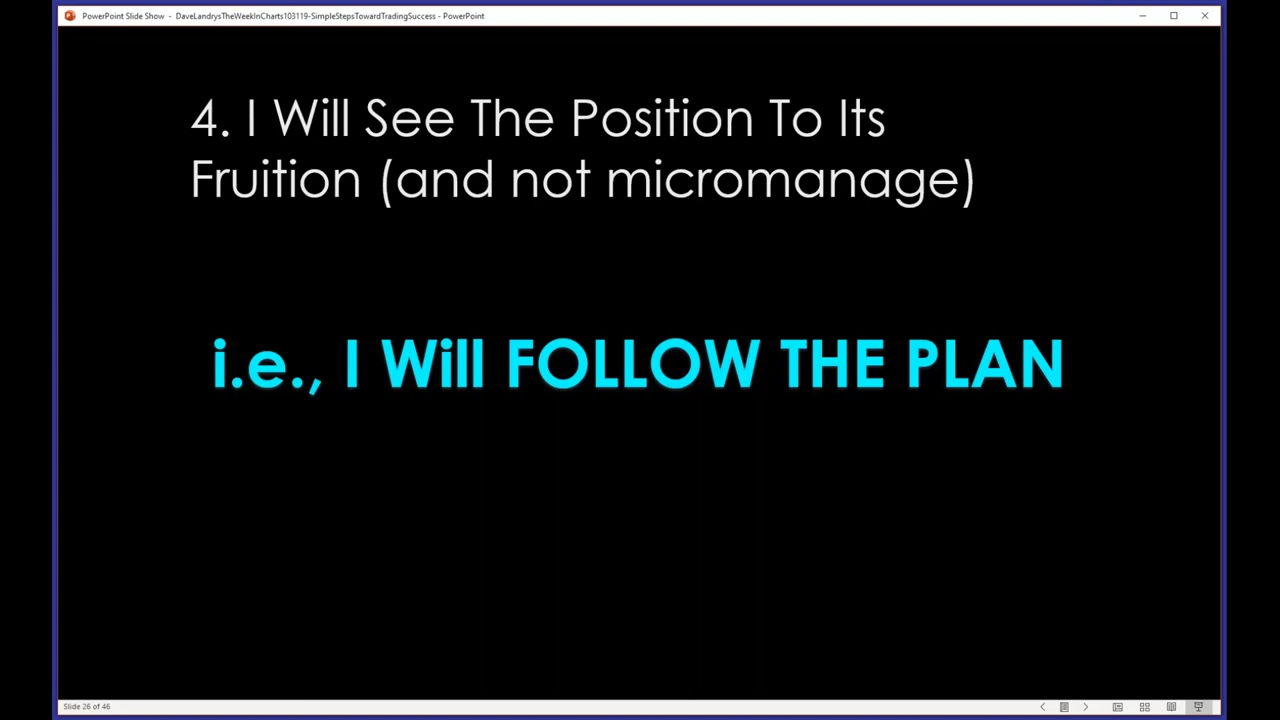 PowerPoint Slide Show - DaveLandrysTheWeekInCharts103119-SimpleStepsTowardTradingSuccess - PowerPoint
4. I Will See The Position To Its
Fruition (and not micromanage)
i.e., I Will FOLLOW THE PLAN
Slide 26 of 46